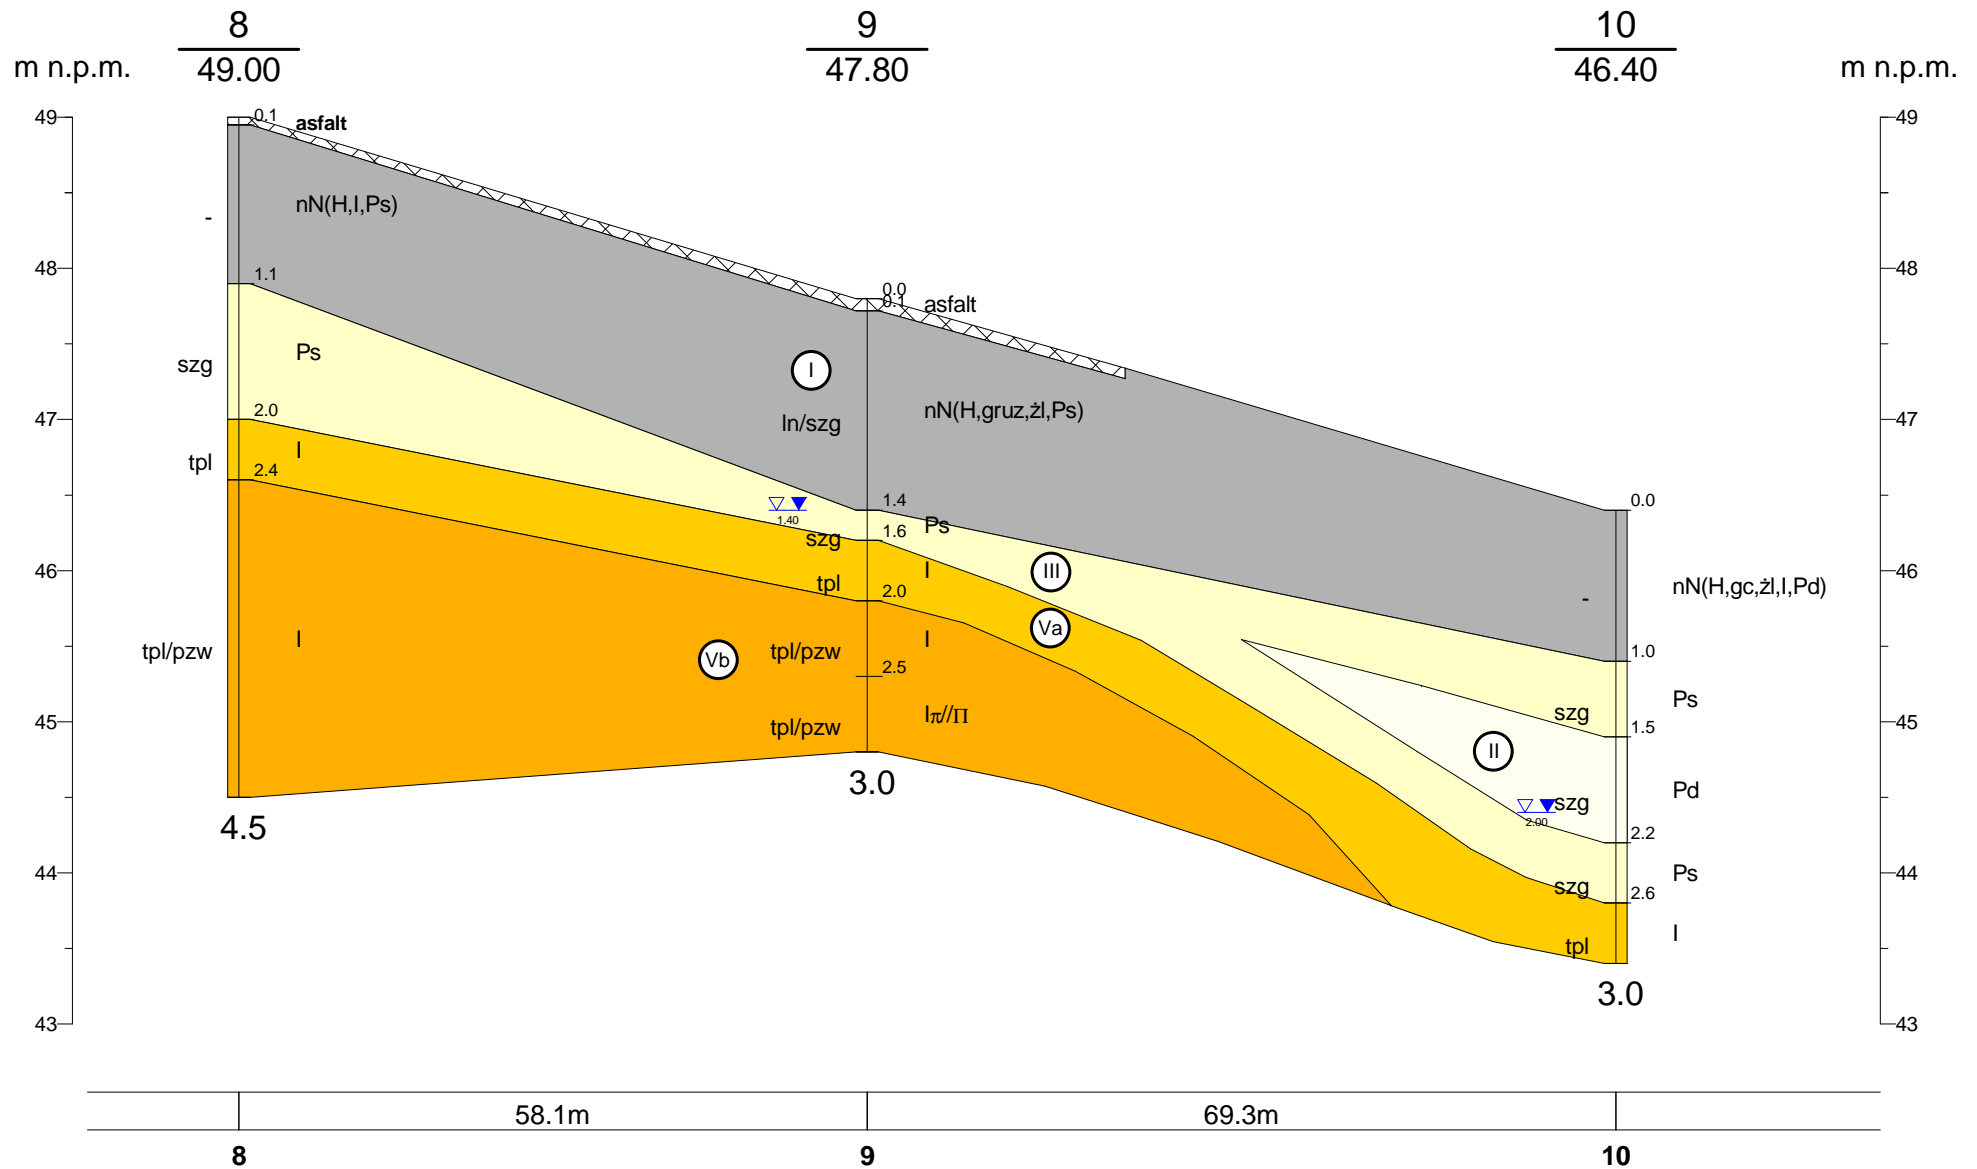 8
9
10
m n.p.m.
49.00
47.80
46.40
m n.p.m.
49
0.1
asfalt
49
nN(H,I,Ps)
-
48
1.1
48
0.0
0.1
asfalt
Ps
szg
I
47
2.0
nN(H,gruz,żl,Ps)
ln/szg
47
I
tpl
2.4
1.40
1.4
Ps
0.0
szg
1.6
46
I
III
46
tpl
2.0
nN(H,gc,żl,I,Pd)
-
Va
I
tpl/pzw
I
tpl/pzw
Vb
1.0
2.5
Ps
szg
45
Iπ//Π
tpl/pzw
1.5
45
II
3.0
Pd
szg
2.00
4.5
2.2
44
Ps
44
szg
2.6
I
tpl
3.0
43
43
58.1m
69.3m
8
9
10